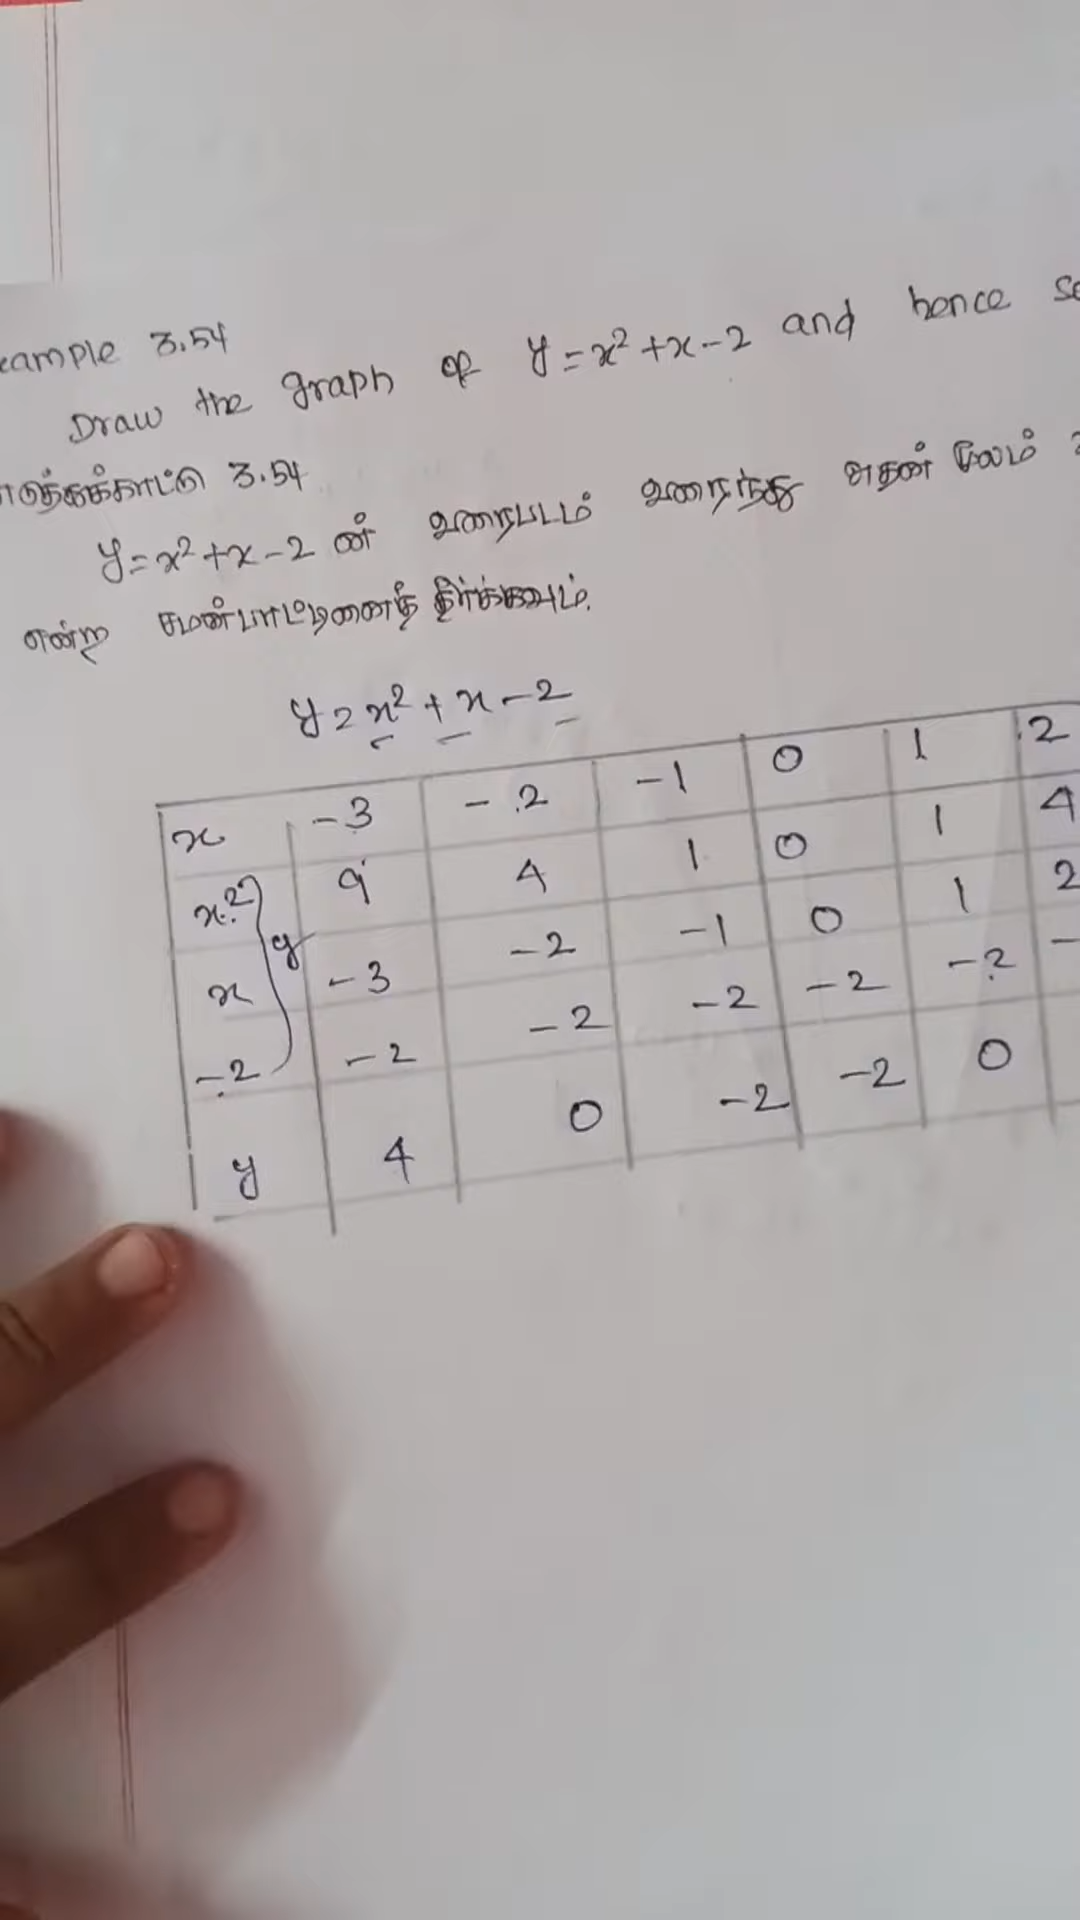 Example 3.54
Draw the graph of y = x² + x - 2 and hence
எடுத்துக்காட்டு 3.54
y = x² + x - 2 ன் வரைபடம் வரைந்து அதன் மூலம்
என்ற சமன்பாட்டினைத் தீர்க்கவும்.
y = x² + x - 2
x -3 -2 -1 0 1 2
x² 9 4 1 0 1 4
y
x -3 -2 -1 0 1 2
-2 -2 -2 -2 -2 -2 -
y 4 0 -2 -2 0